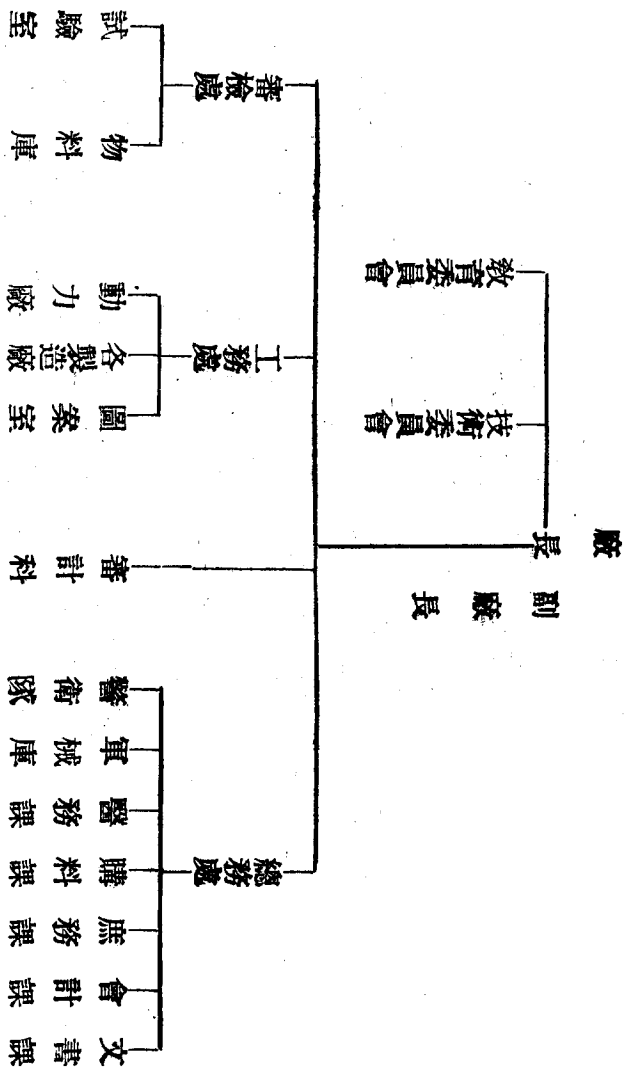 廠長
副廠長
技術委員會
教育委員會
總務處
文書課
會計課
庶務課
購料課
醫務課
軍械庫
警衛隊
審計科
工務處
圖案室
各製造廠
動力廠
審檢處
物料庫
試驗室